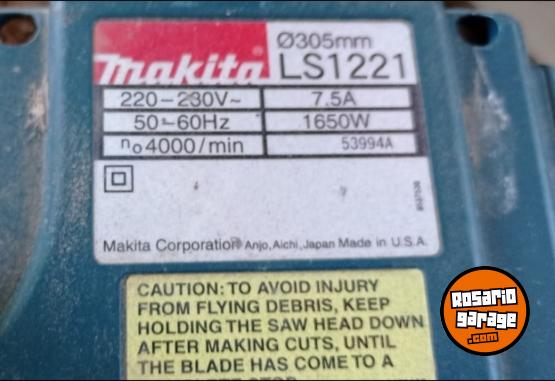 Makita
Ø305mm
LS1221
220-230V~ 7.5A
50-60Hz 1650W
no4000/min 53994A
Makita Corporation Anjo, Aichi, Japan Made in U.S.A.
CAUTION: TO AVOID INJURY
FROM FLYING DEBRIS, KEEP
HOLDING THE SAW HEAD DOWN
AFTER MAKING CUTS, UNTIL
THE BLADE HAS COME TO A
ROSARIO
GARAGE
.COM